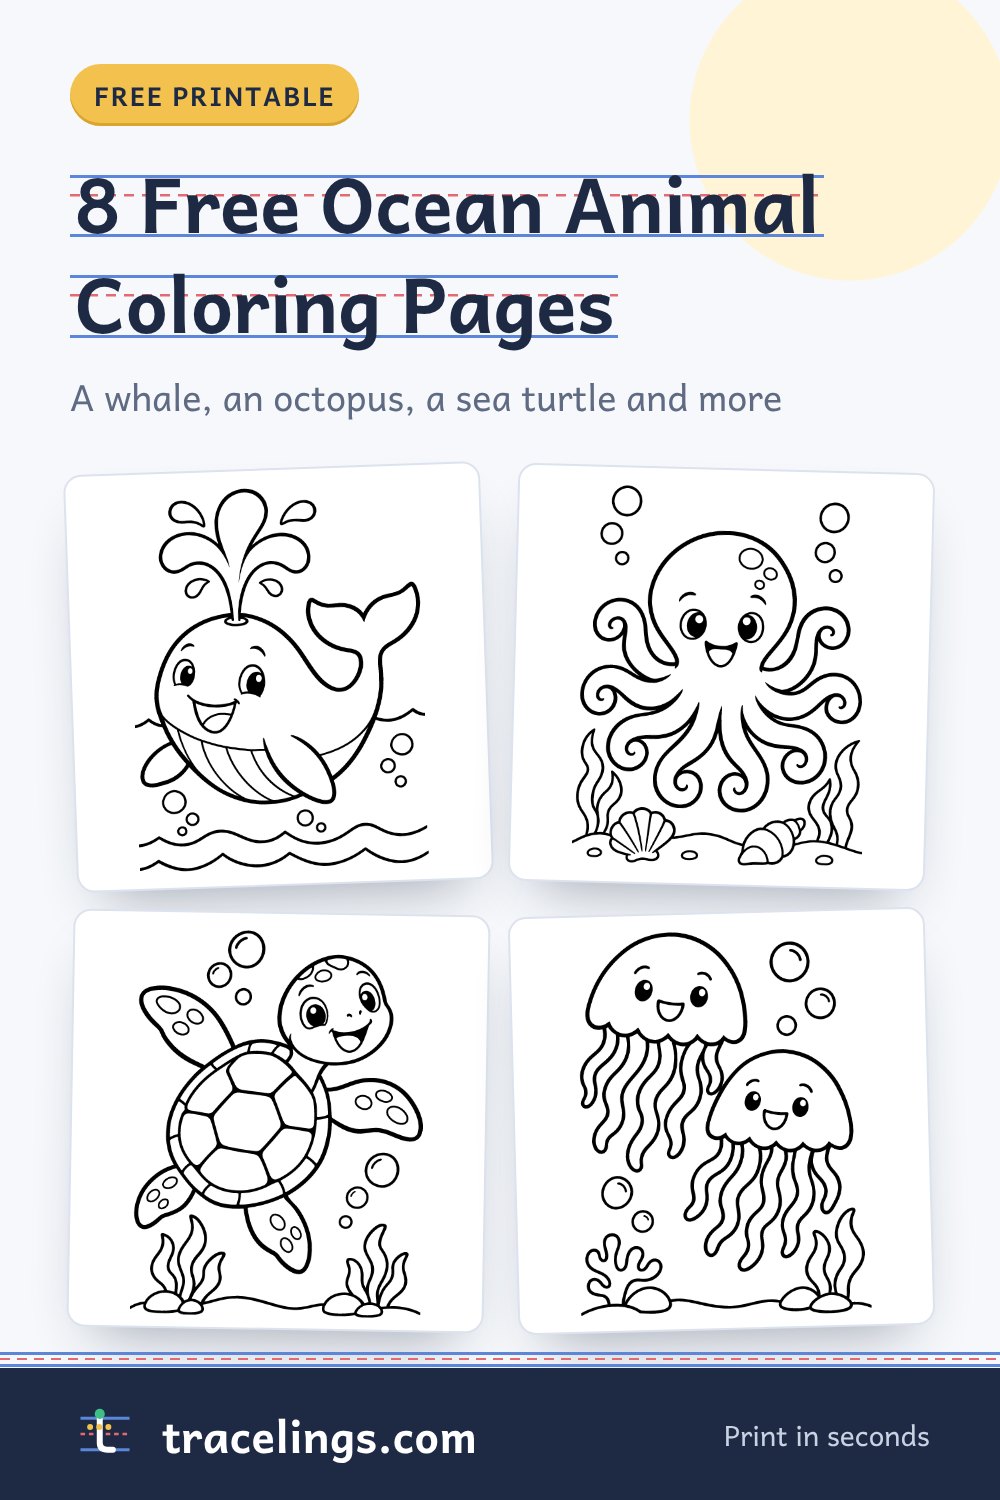 FREE PRINTABLE
8 Free Ocean Animal
Coloring Pages
A whale, an octopus, a sea turtle and more
tracelings.com
Print in seconds